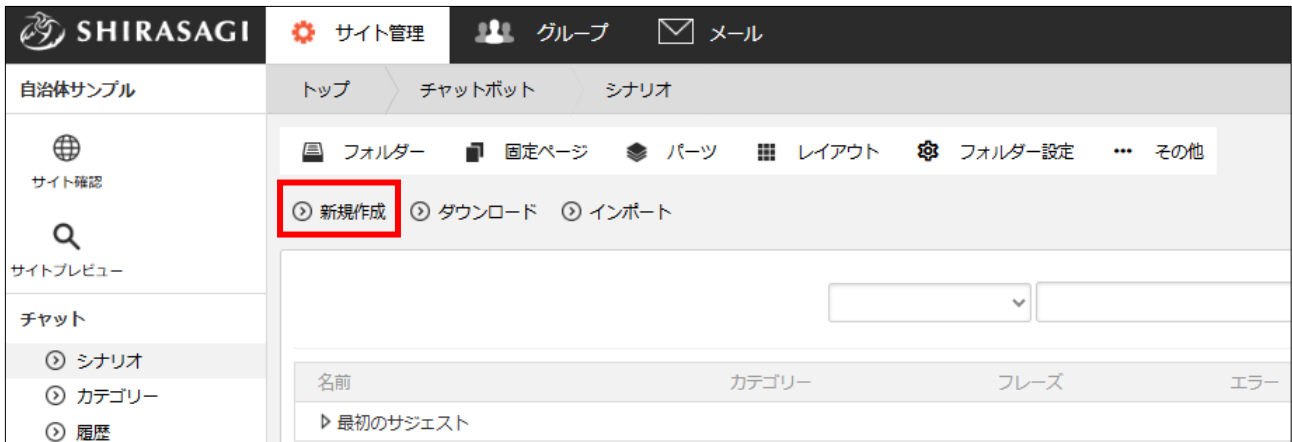 SHIRASAGI サイト管理 グループ メール
自治体サンプル トップ チャットボット シナリオ
サイト確認
フォルダー 固定ページ パーツ レイアウト フォルダー設定 ••• その他
新規作成 ダウンロード インポート
サイトプレビュー
チャット
シナリオ
カテゴリー
履歴
名前 カテゴリー フレーズ エラー
最初のサジェスト